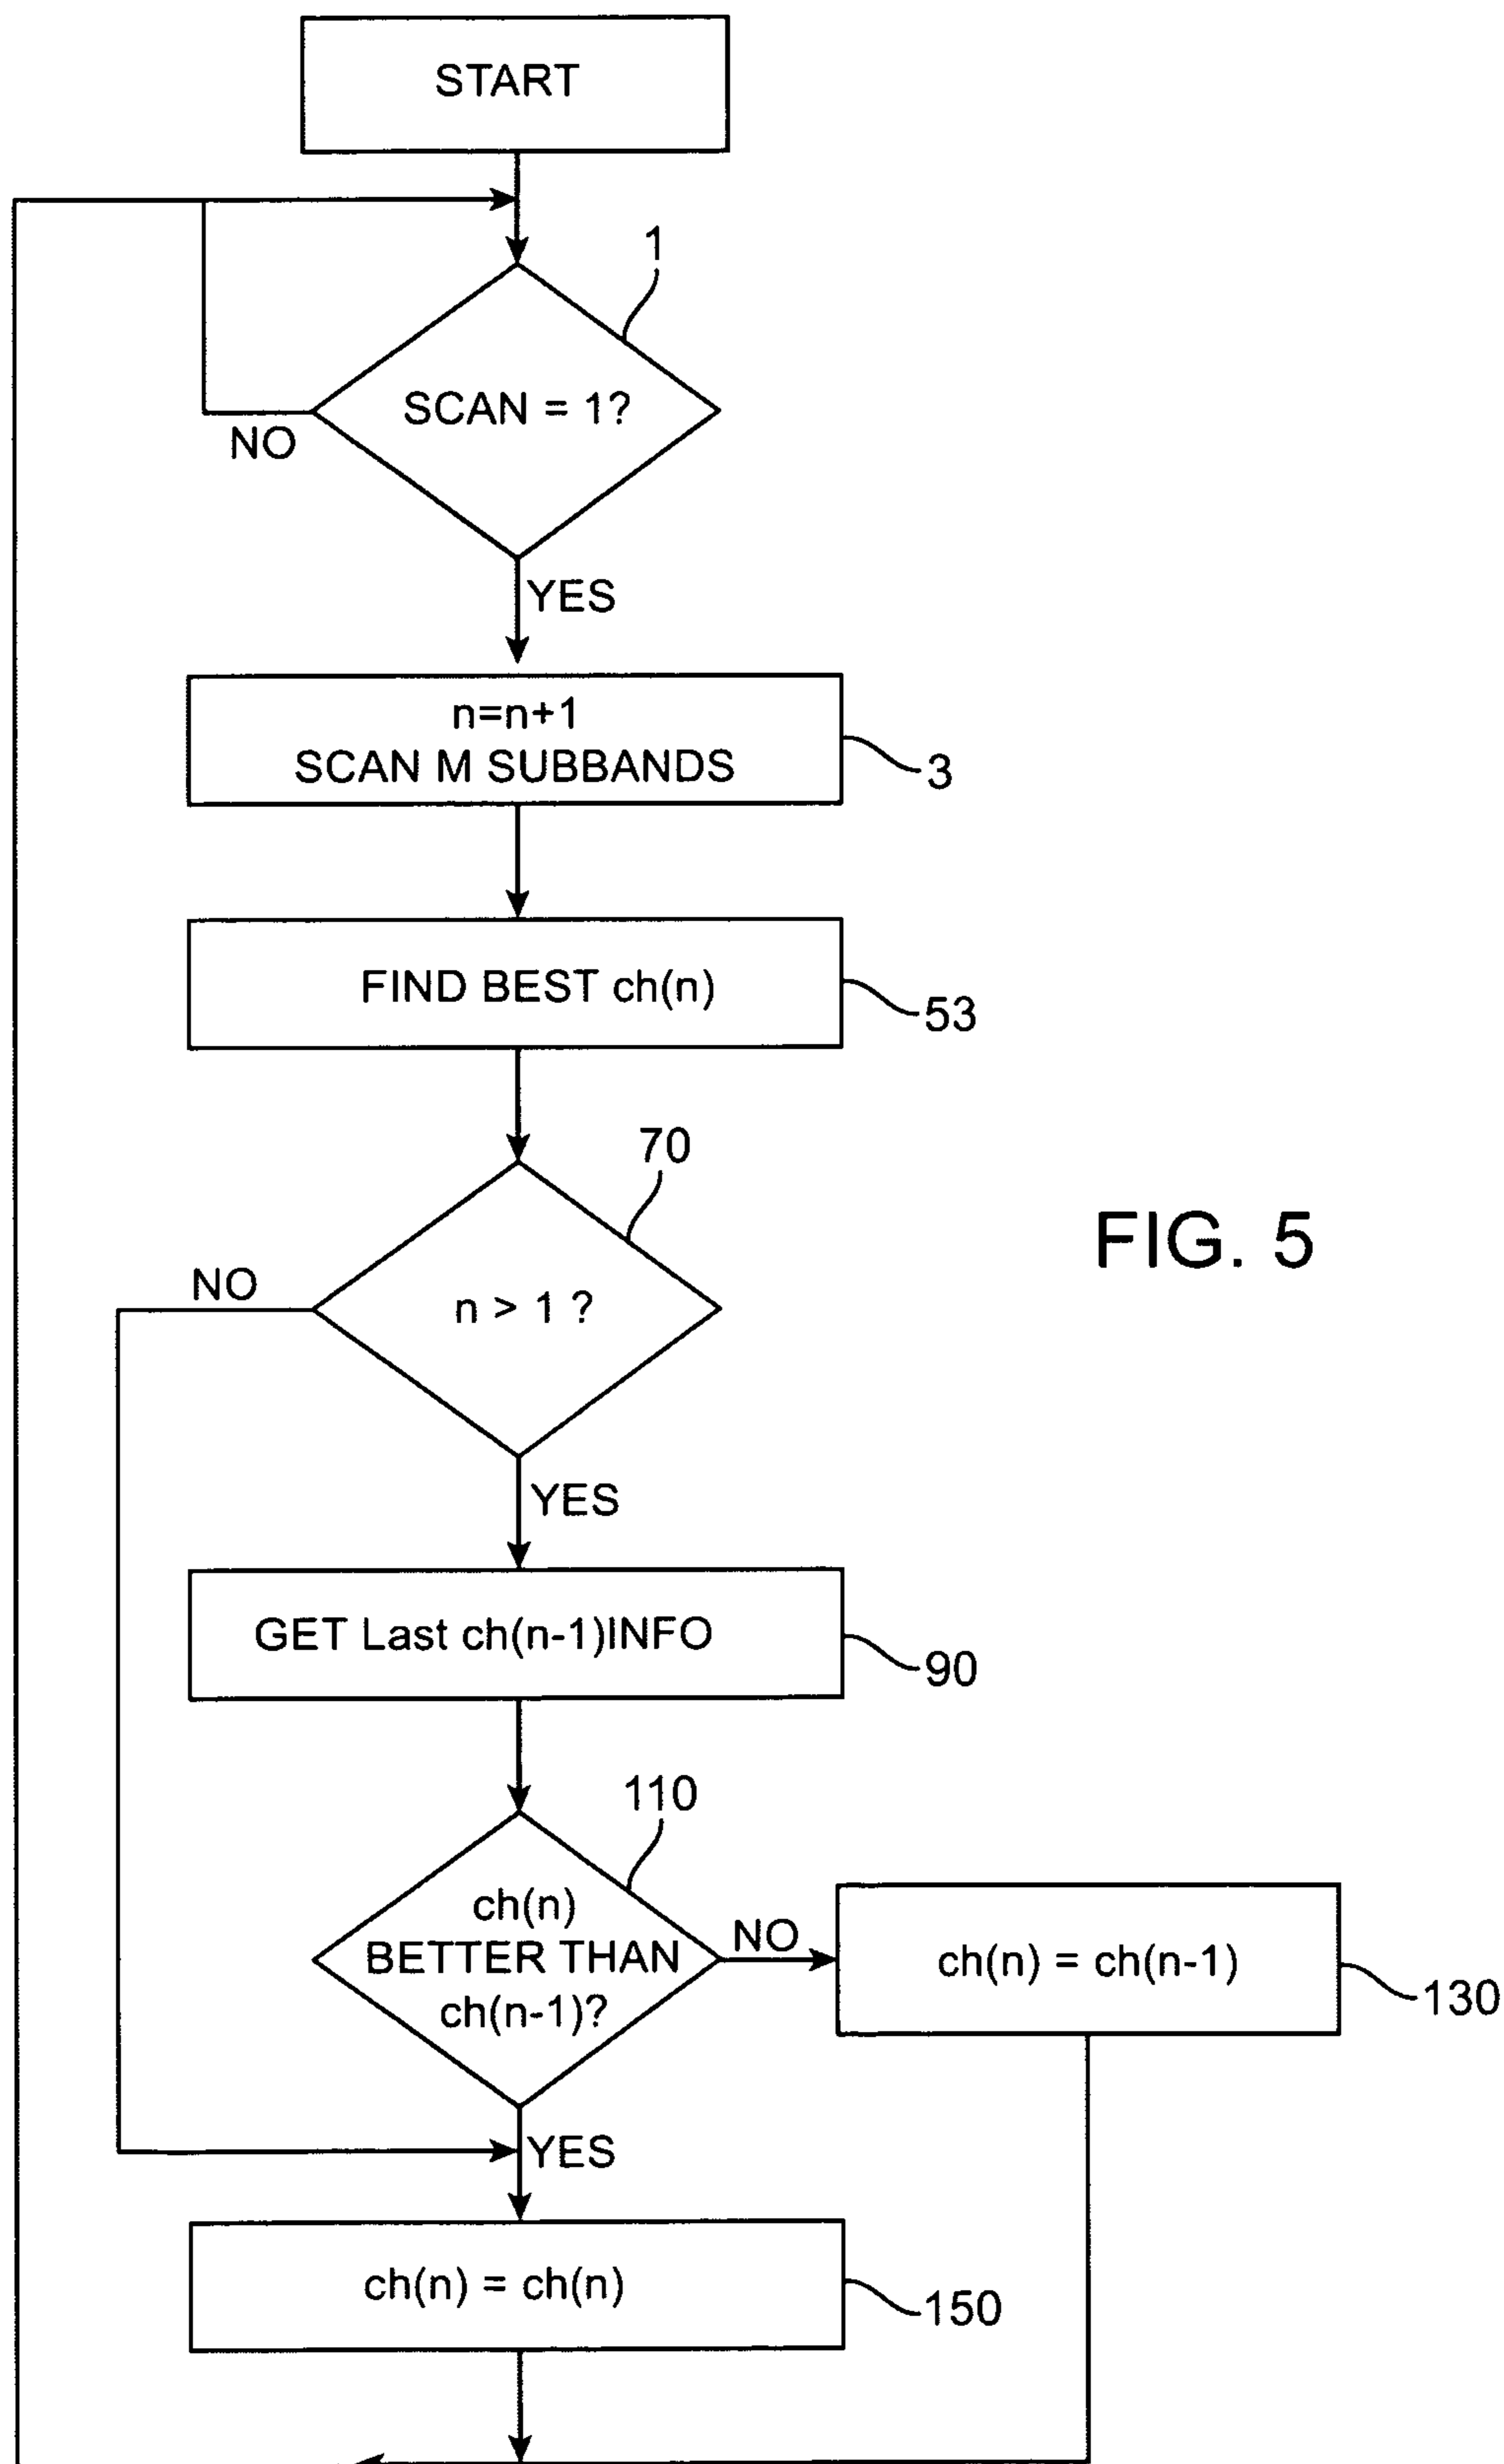 START
1
SCAN = 1?
NO
YES
n=n+1
SCAN M SUBBANDS
3
FIND BEST ch(n)
53
70
FIG. 5
NO
n > 1 ?
YES
GET Last ch(n-1)INFO
90
110
ch(n)
BETTER THAN
ch(n-1)?
NO
ch(n) = ch(n-1)
130
YES
ch(n) = ch(n)
150